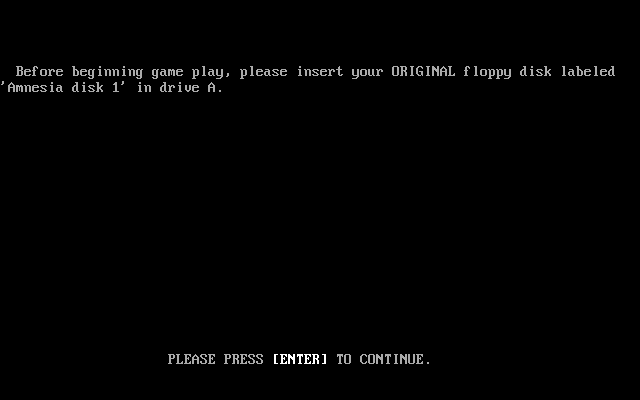 Before beginning game play, please insert your ORIGINAL floppy disk labeled
'Amnesia disk 1' in drive A.
PLEASE PRESS [ENTER] TO CONTINUE.